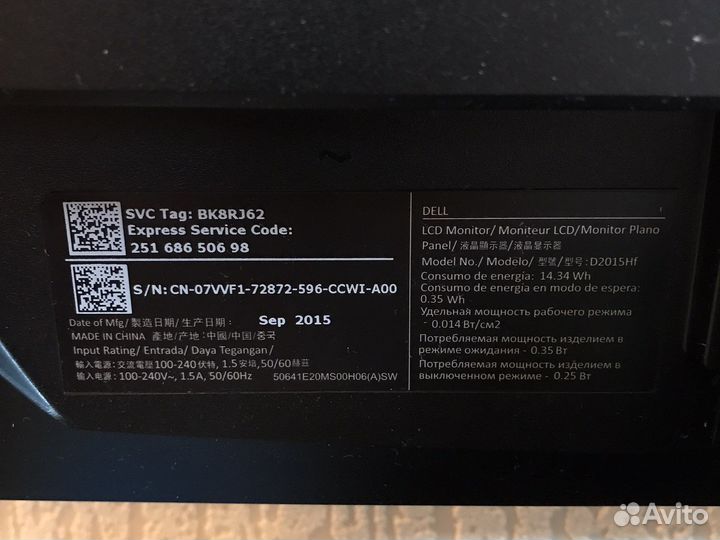 SVC Tag: BK8RJ62
Express Service Code:
251 686 506 98
S/N: CN-07VVF1-72872-596-CCWI-A00
Date of Mfg/ 製造日期/ 生产日期: Sep 2015
MADE IN CHINA 產地/产地: 中國/中国/중국
Input Rating/ Entrada/ Daya Tegangan/
輸入電源: 交流電壓100-240伏特, 1.5安培, 50/60赫茲
输入电源: 100-240V~, 1.5A, 50/60Hz
50641E20MS00H06(A)SW
DELL
LCD Monitor/ Moniteur LCD/Monitor Plano
Panel/ 液晶顯示器/液晶显示器
Model No./ Modelo/ 型號/型号: D2015Hf
Consumo de energía: 14.34 Wh
Consumo de energía en modo de espera:
0.35 Wh
Удельная мощность рабочего режима
- 0.014 Вт/см2
Потребляемая мощность изделием в
режиме ожидания - 0.35 Вт
Потребляемая мощность изделием в
выключенном режиме - 0.25 Вт
Avito